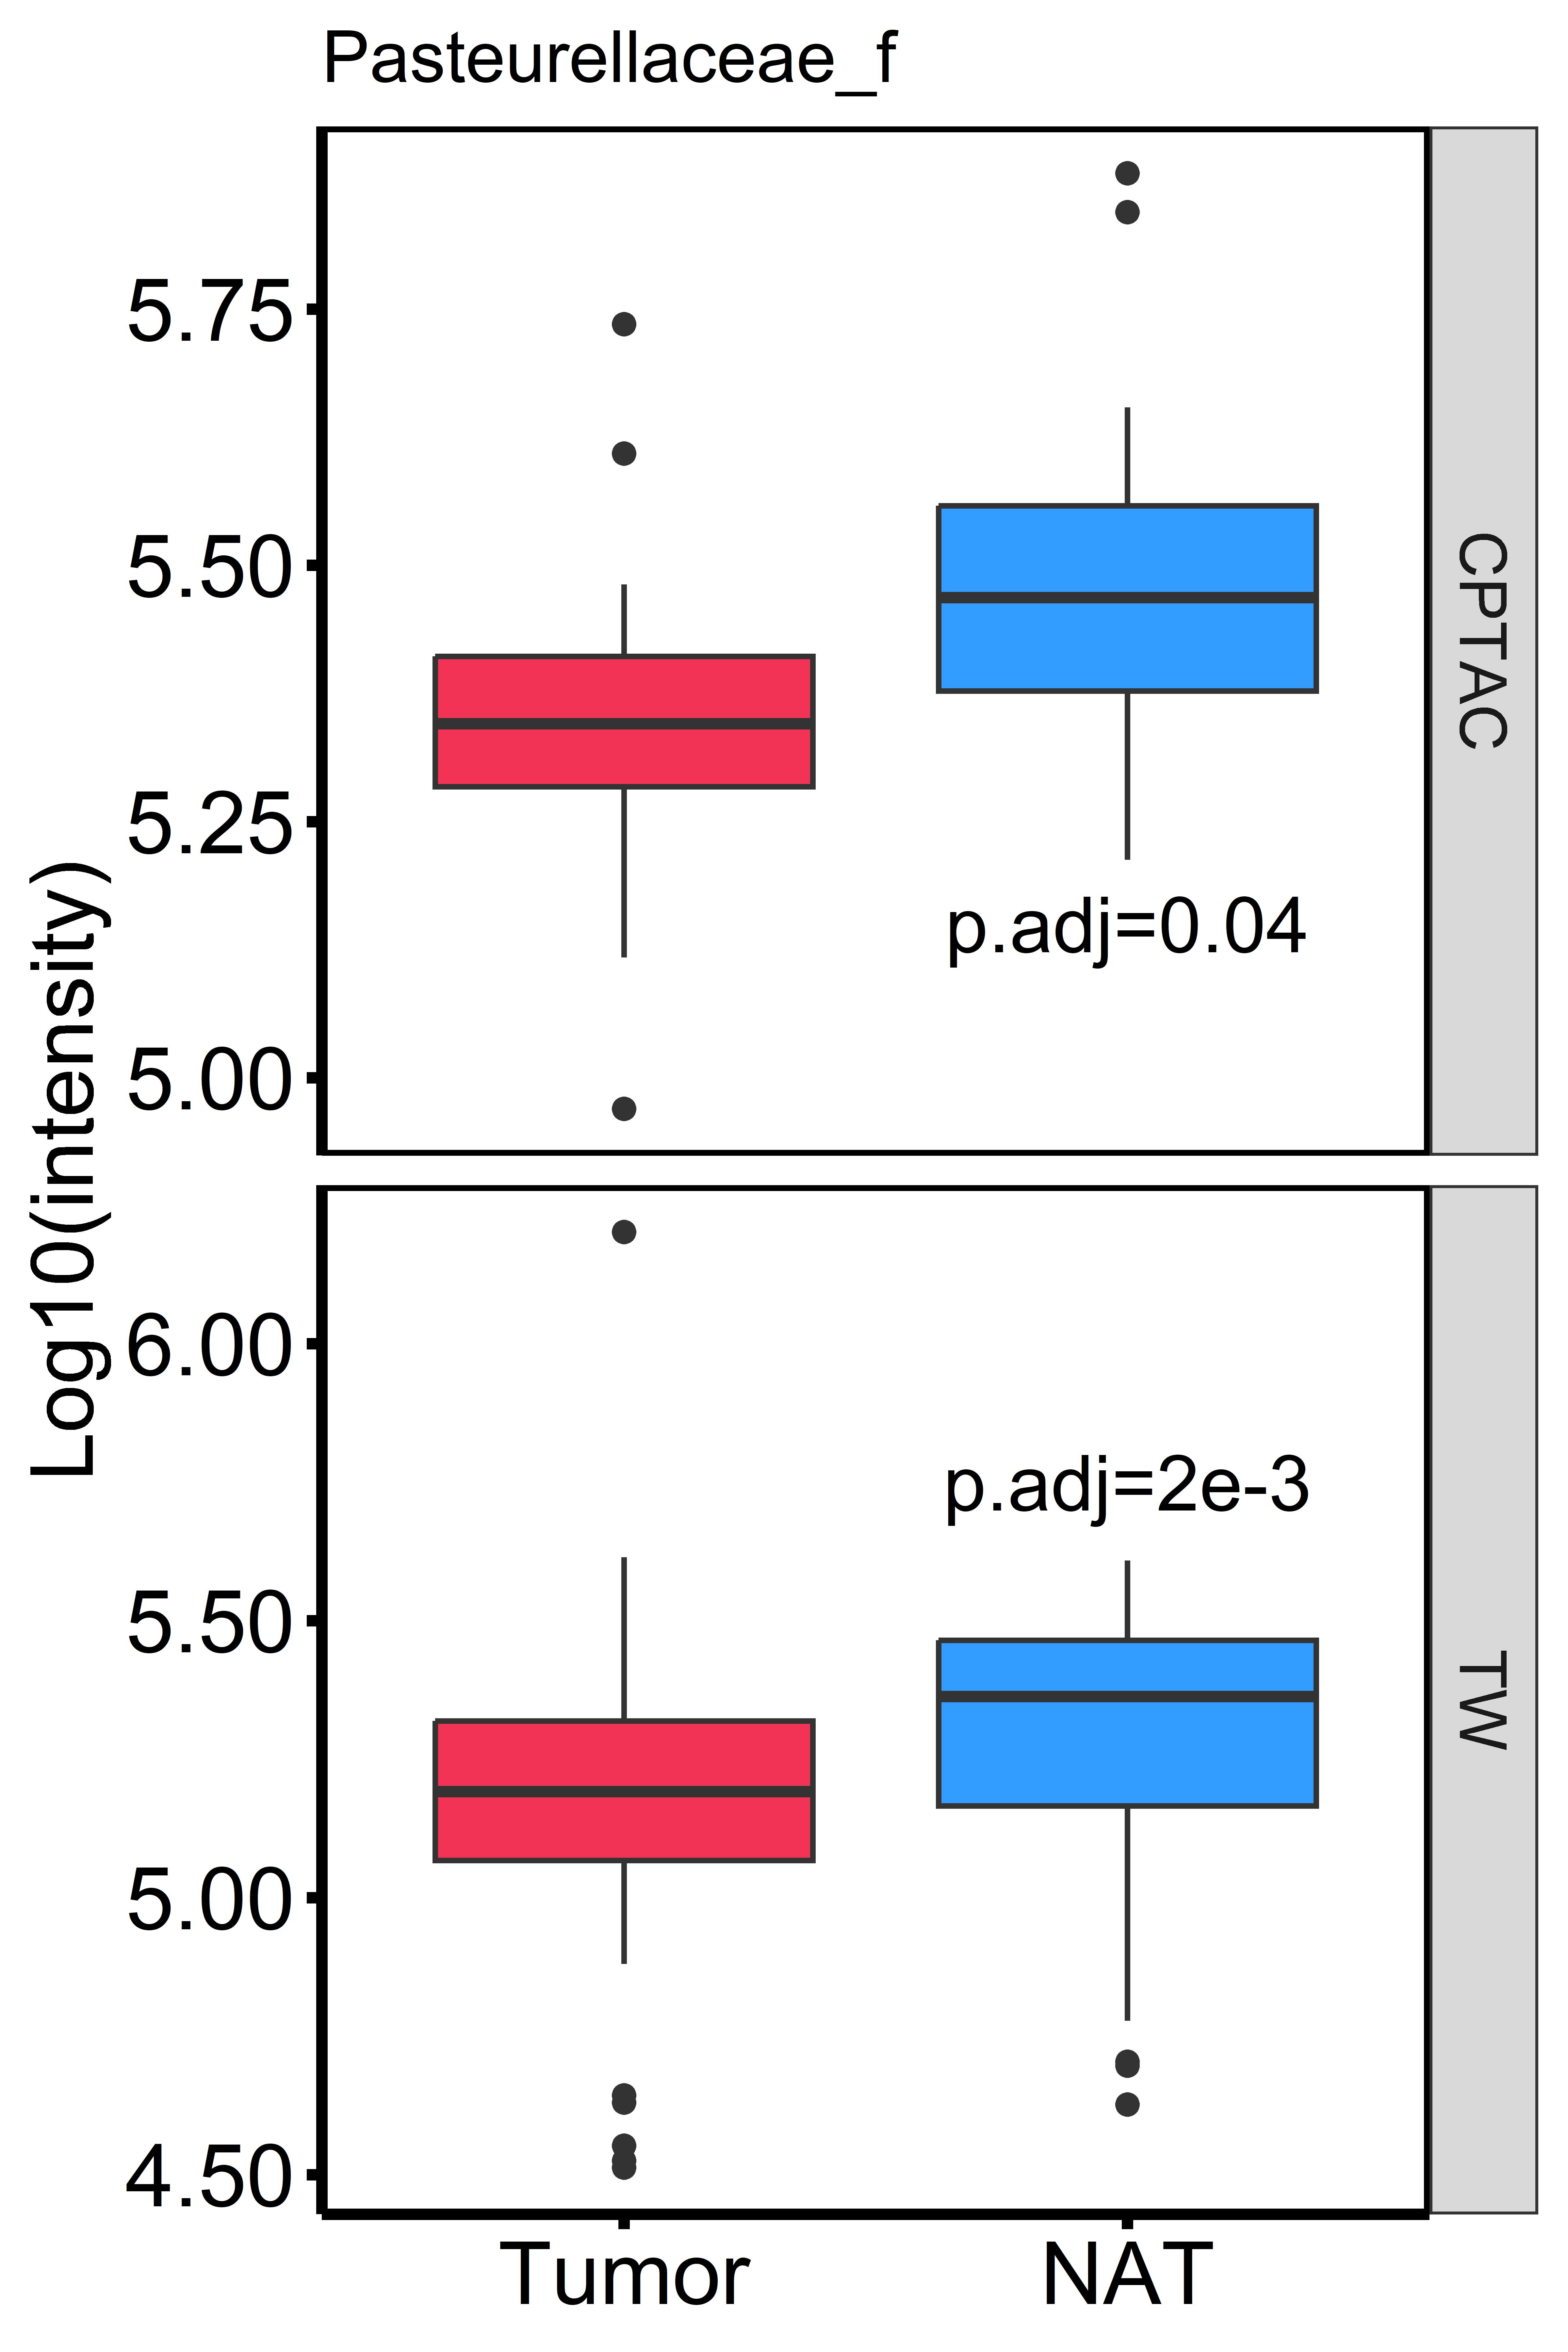 Pasteurellaceae_f
Log10(intensity)
5.75
5.50
5.25
5.00
p.adj=0.04
CPTAC
6.00
5.50
5.00
4.50
p.adj=2e-3
TW
Tumor
NAT